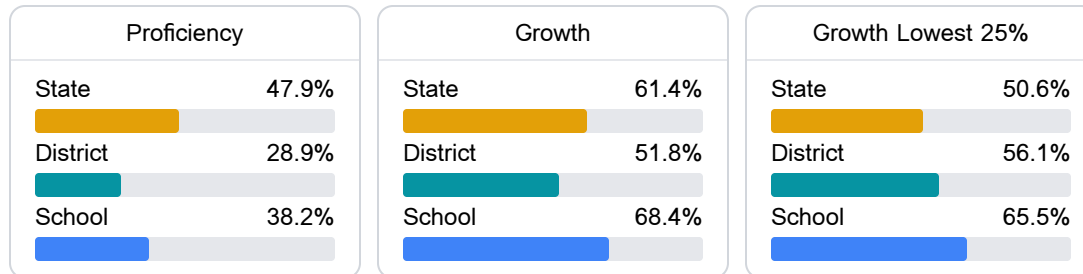 Proficiency
State 47.9%
District 28.9%
School 38.2%
Growth
State 61.4%
District 51.8%
School 68.4%
Growth Lowest 25%
State 50.6%
District 56.1%
School 65.5%